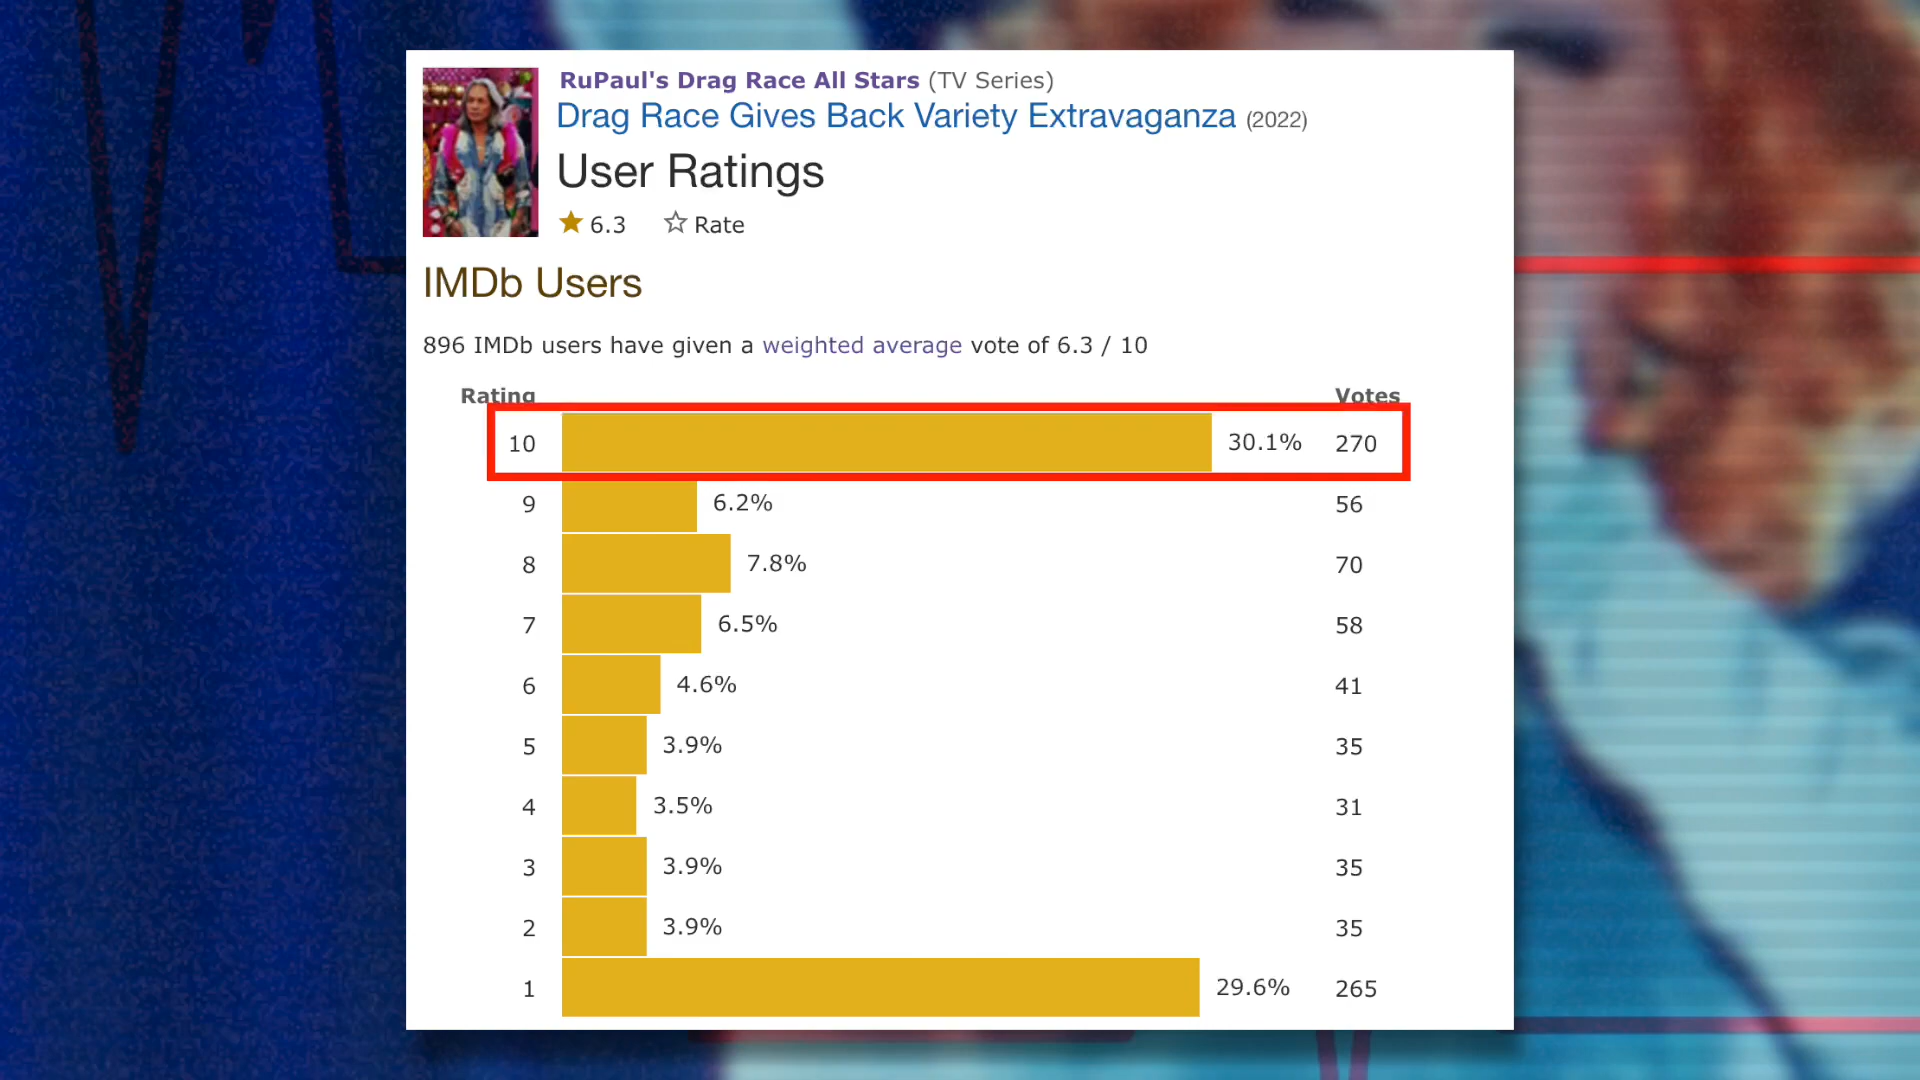 RuPaul's Drag Race All Stars (TV Series)
Drag Race Gives Back Variety Extravaganza (2022)
User Ratings
6.3 Rate
IMDb Users
896 IMDb users have given a weighted average vote of 6.3 / 10
Rating Votes
10 30.1% 270
9 6.2% 56
8 7.8% 70
7 6.5% 58
6 4.6% 41
5 3.9% 35
4 3.5% 31
3 3.9% 35
2 3.9% 35
1 29.6% 265